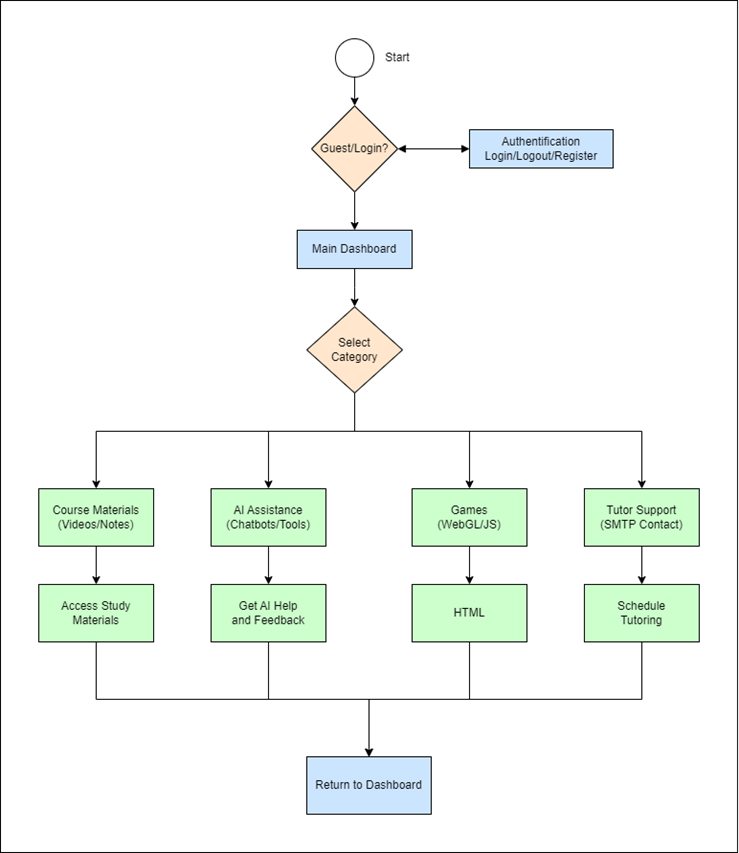 Start
Guest/Login?
Authentification
Login/Logout/Register
Main Dashboard
Select
Category
Course Materials
(Videos/Notes)
AI Assistance
(Chatbots/Tools)
Games
(WebGL/JS)
Tutor Support
(SMTP Contact)
Access Study
Materials
Get AI Help
and Feedback
HTML
Schedule
Tutoring
Return to Dashboard